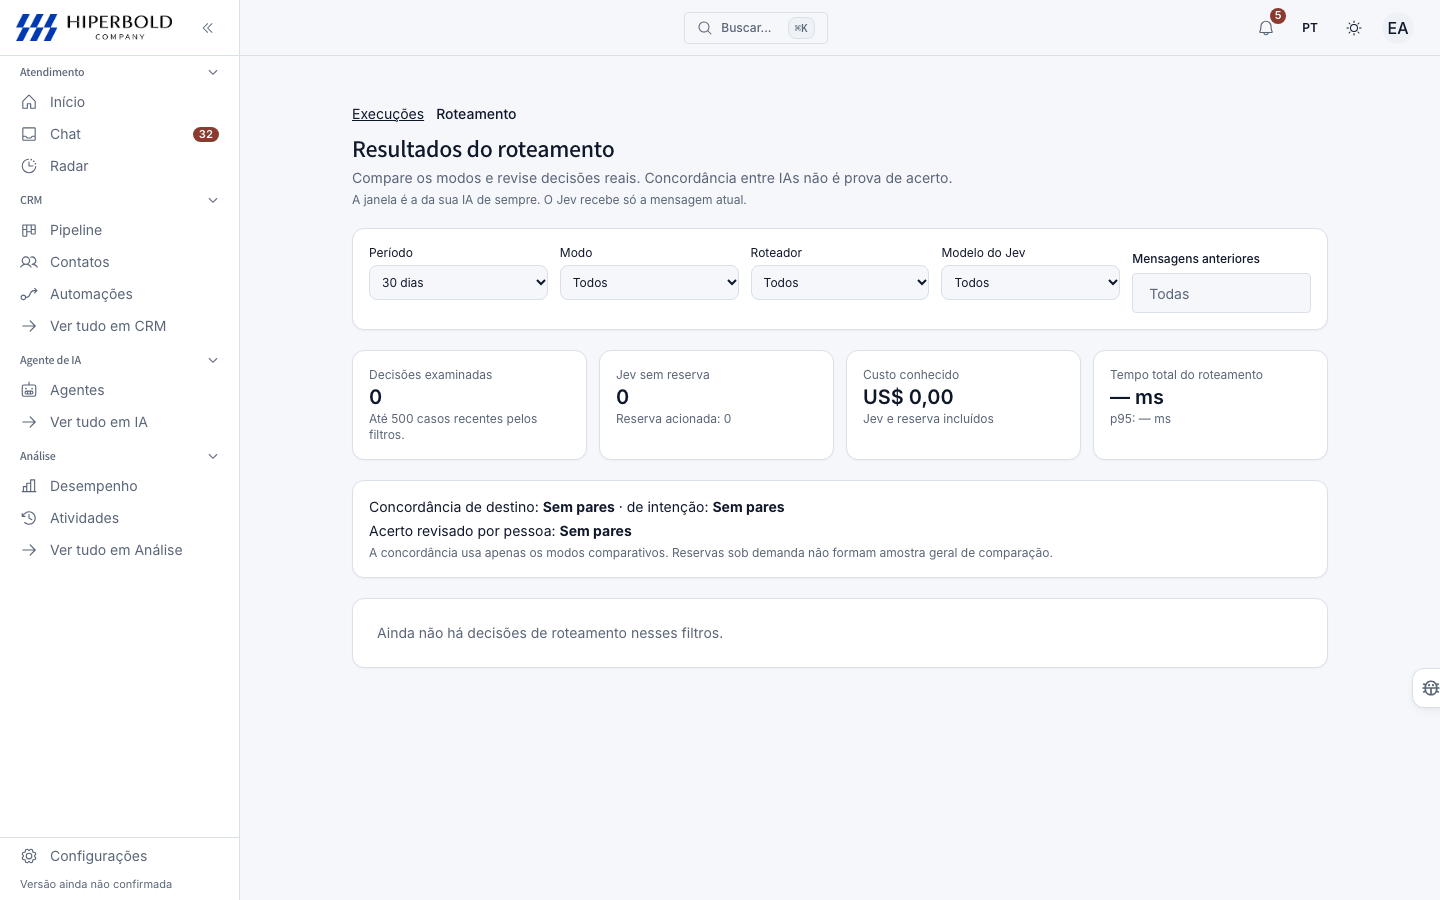 HIPERBOLD
COMPANY
Buscar...
⌘K
5
PT
EA
Atendimento
Início
Chat
32
Radar
CRM
Pipeline
Contatos
Automações
Ver tudo em CRM
Agente de IA
Agentes
Ver tudo em IA
Análise
Desempenho
Atividades
Ver tudo em Análise
Configurações
Versão ainda não confirmada
Execuções Roteamento
Resultados do roteamento
Compare os modos e revise decisões reais. Concordância entre IAs não é prova de acerto.
A janela é a da sua IA de sempre. O Jev recebe só a mensagem atual.
Período
30 dias
Modo
Todos
Roteador
Todos
Modelo do Jev
Todos
Mensagens anteriores
Todas
Decisões examinadas
0
Até 500 casos recentes pelos
filtros.
Jev sem reserva
0
Reserva acionada: 0
Custo conhecido
US$ 0,00
Jev e reserva incluídos
Tempo total do roteamento
— ms
p95: — ms
Concordância de destino: Sem pares · de intenção: Sem pares
Acerto revisado por pessoa: Sem pares
A concordância usa apenas os modos comparativos. Reservas sob demanda não formam amostra geral de comparação.
Ainda não há decisões de roteamento nesses filtros.